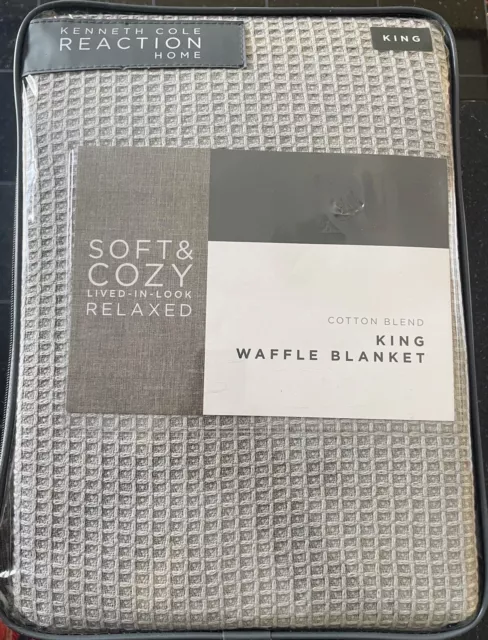 KENNETH COLE
REACTION
HOME
KING
SOFT&
COZY
LIVED-IN-LOOK
RELAXED
COTTON BLEND
KING
WAFFLE BLANKET